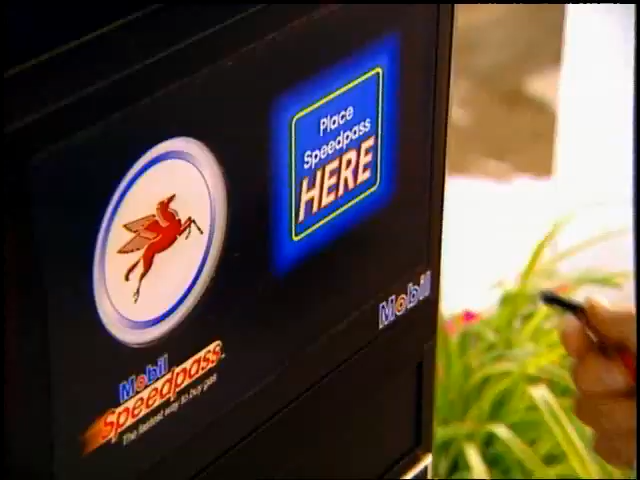 Place
Speedpass
HERE
Mobil
Mobil
Speedpass
The fastest way to buy gas